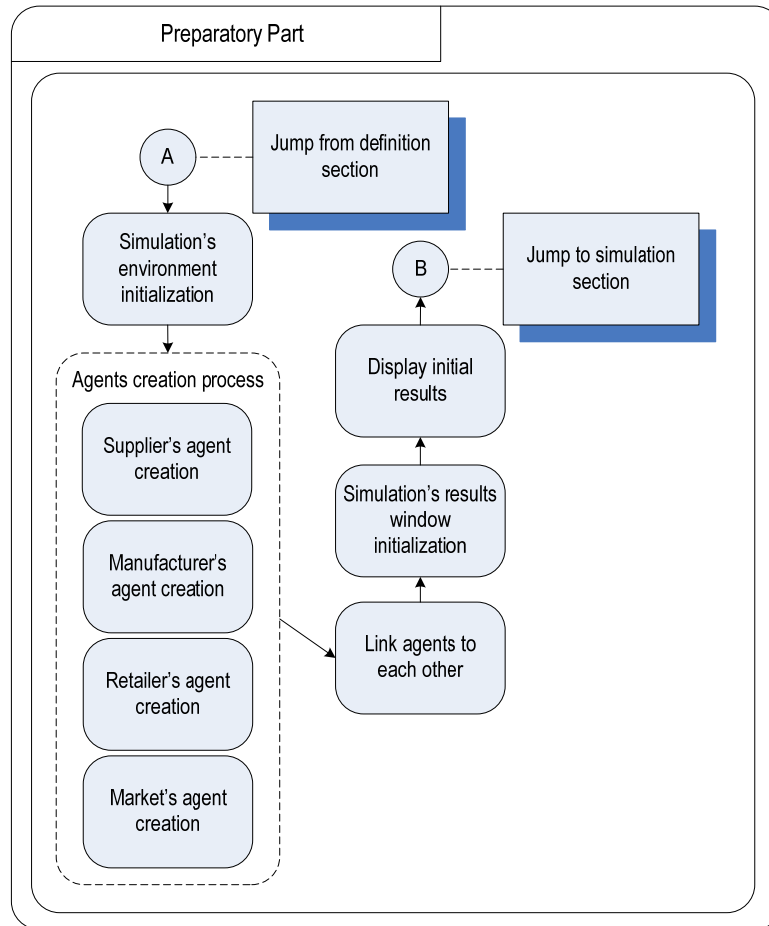 Preparatory Part
A
Jump from definition
section
Simulation's
environment
initialization
Agents creation process
Supplier's agent
creation
Manufacturer's
agent creation
Retailer's agent
creation
Market's agent
creation
Link agents to
each other
Simulation's results
window
initialization
Display initial
results
B
Jump to simulation
section